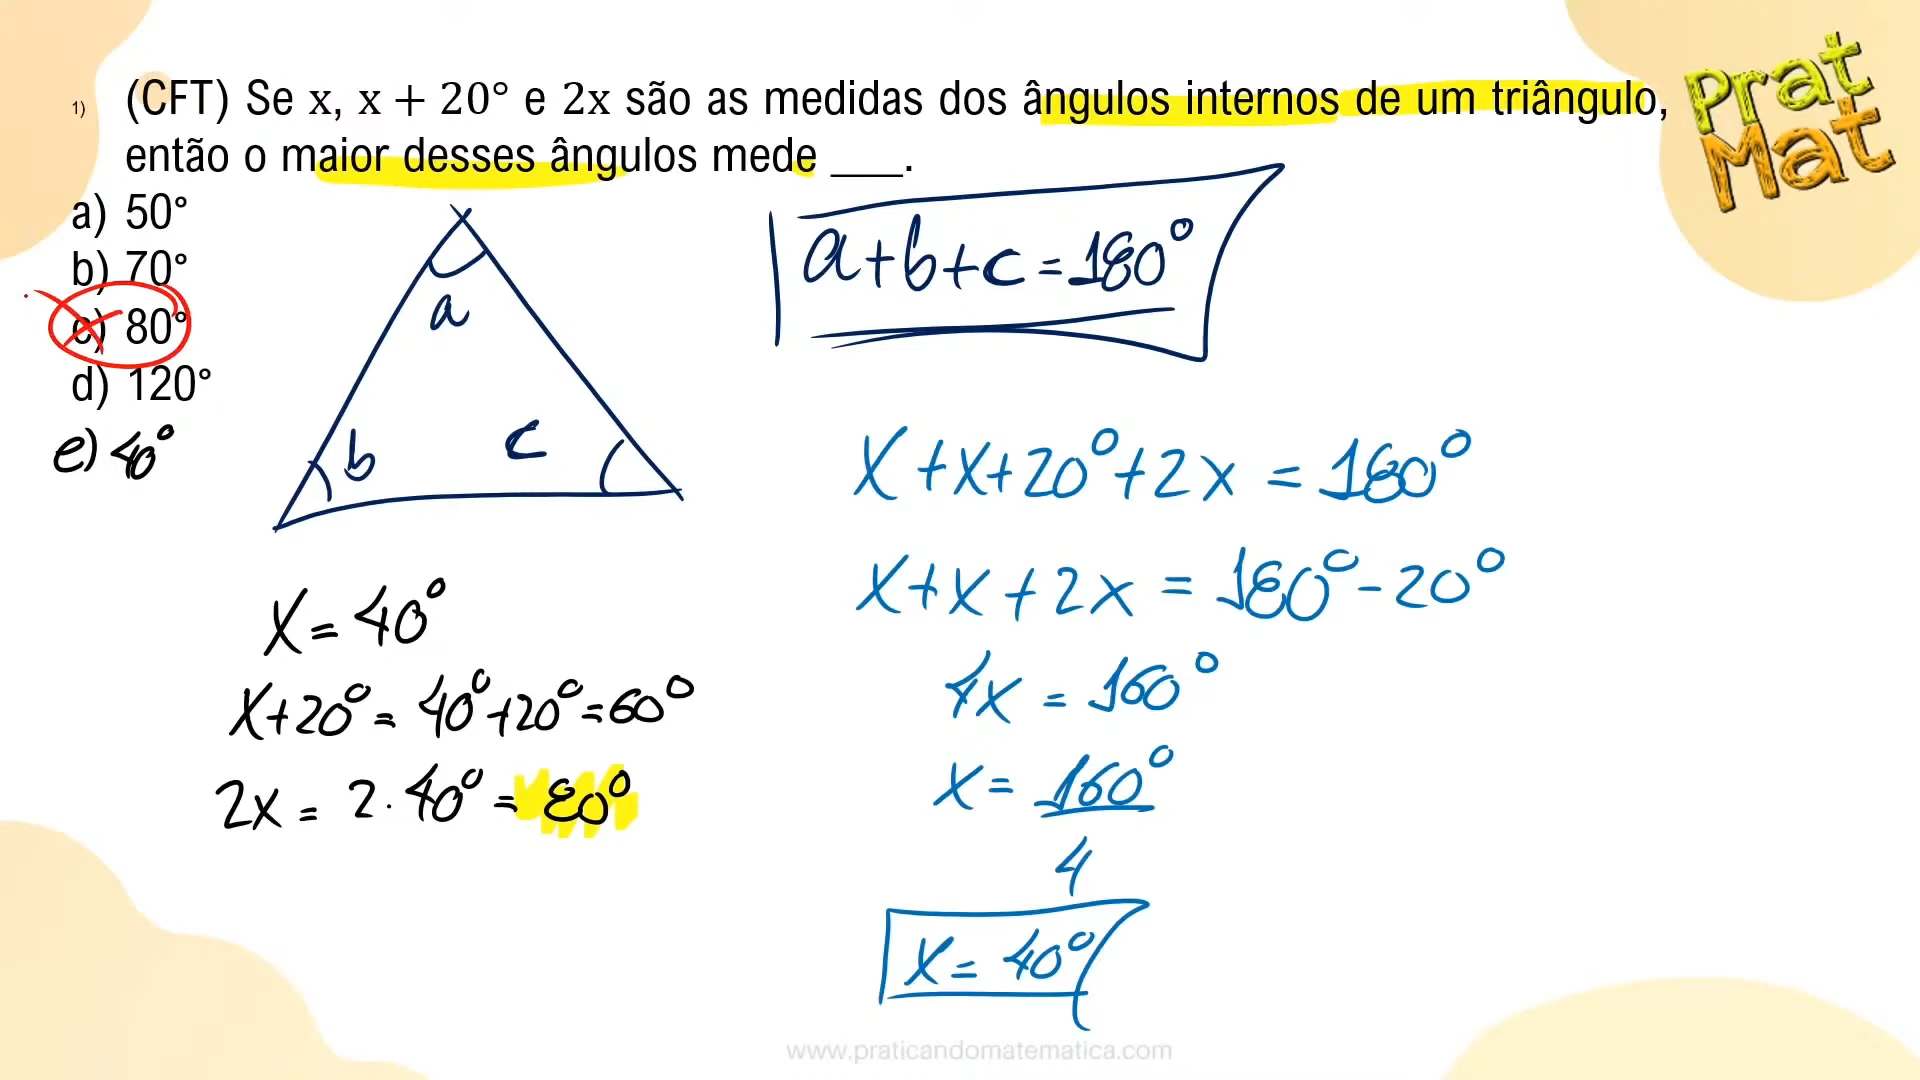 1) (CFT) Se x, x + 20° e 2x são as medidas dos ângulos internos de um triângulo,
então o maior desses ângulos mede ___.
a) 50°
b) 70°
c) 80°
d) 120°
e) 40°
Prat
Mat
a
b
c
a+b+c=180°
x+x+20°+2x=180°
x+x+2x=180°-20°
4x=160°
x=160°
4
x=40°
x=40°
x+20°=40°+20°=60°
2x=2·40°=80°
www.praticandomatematica.com